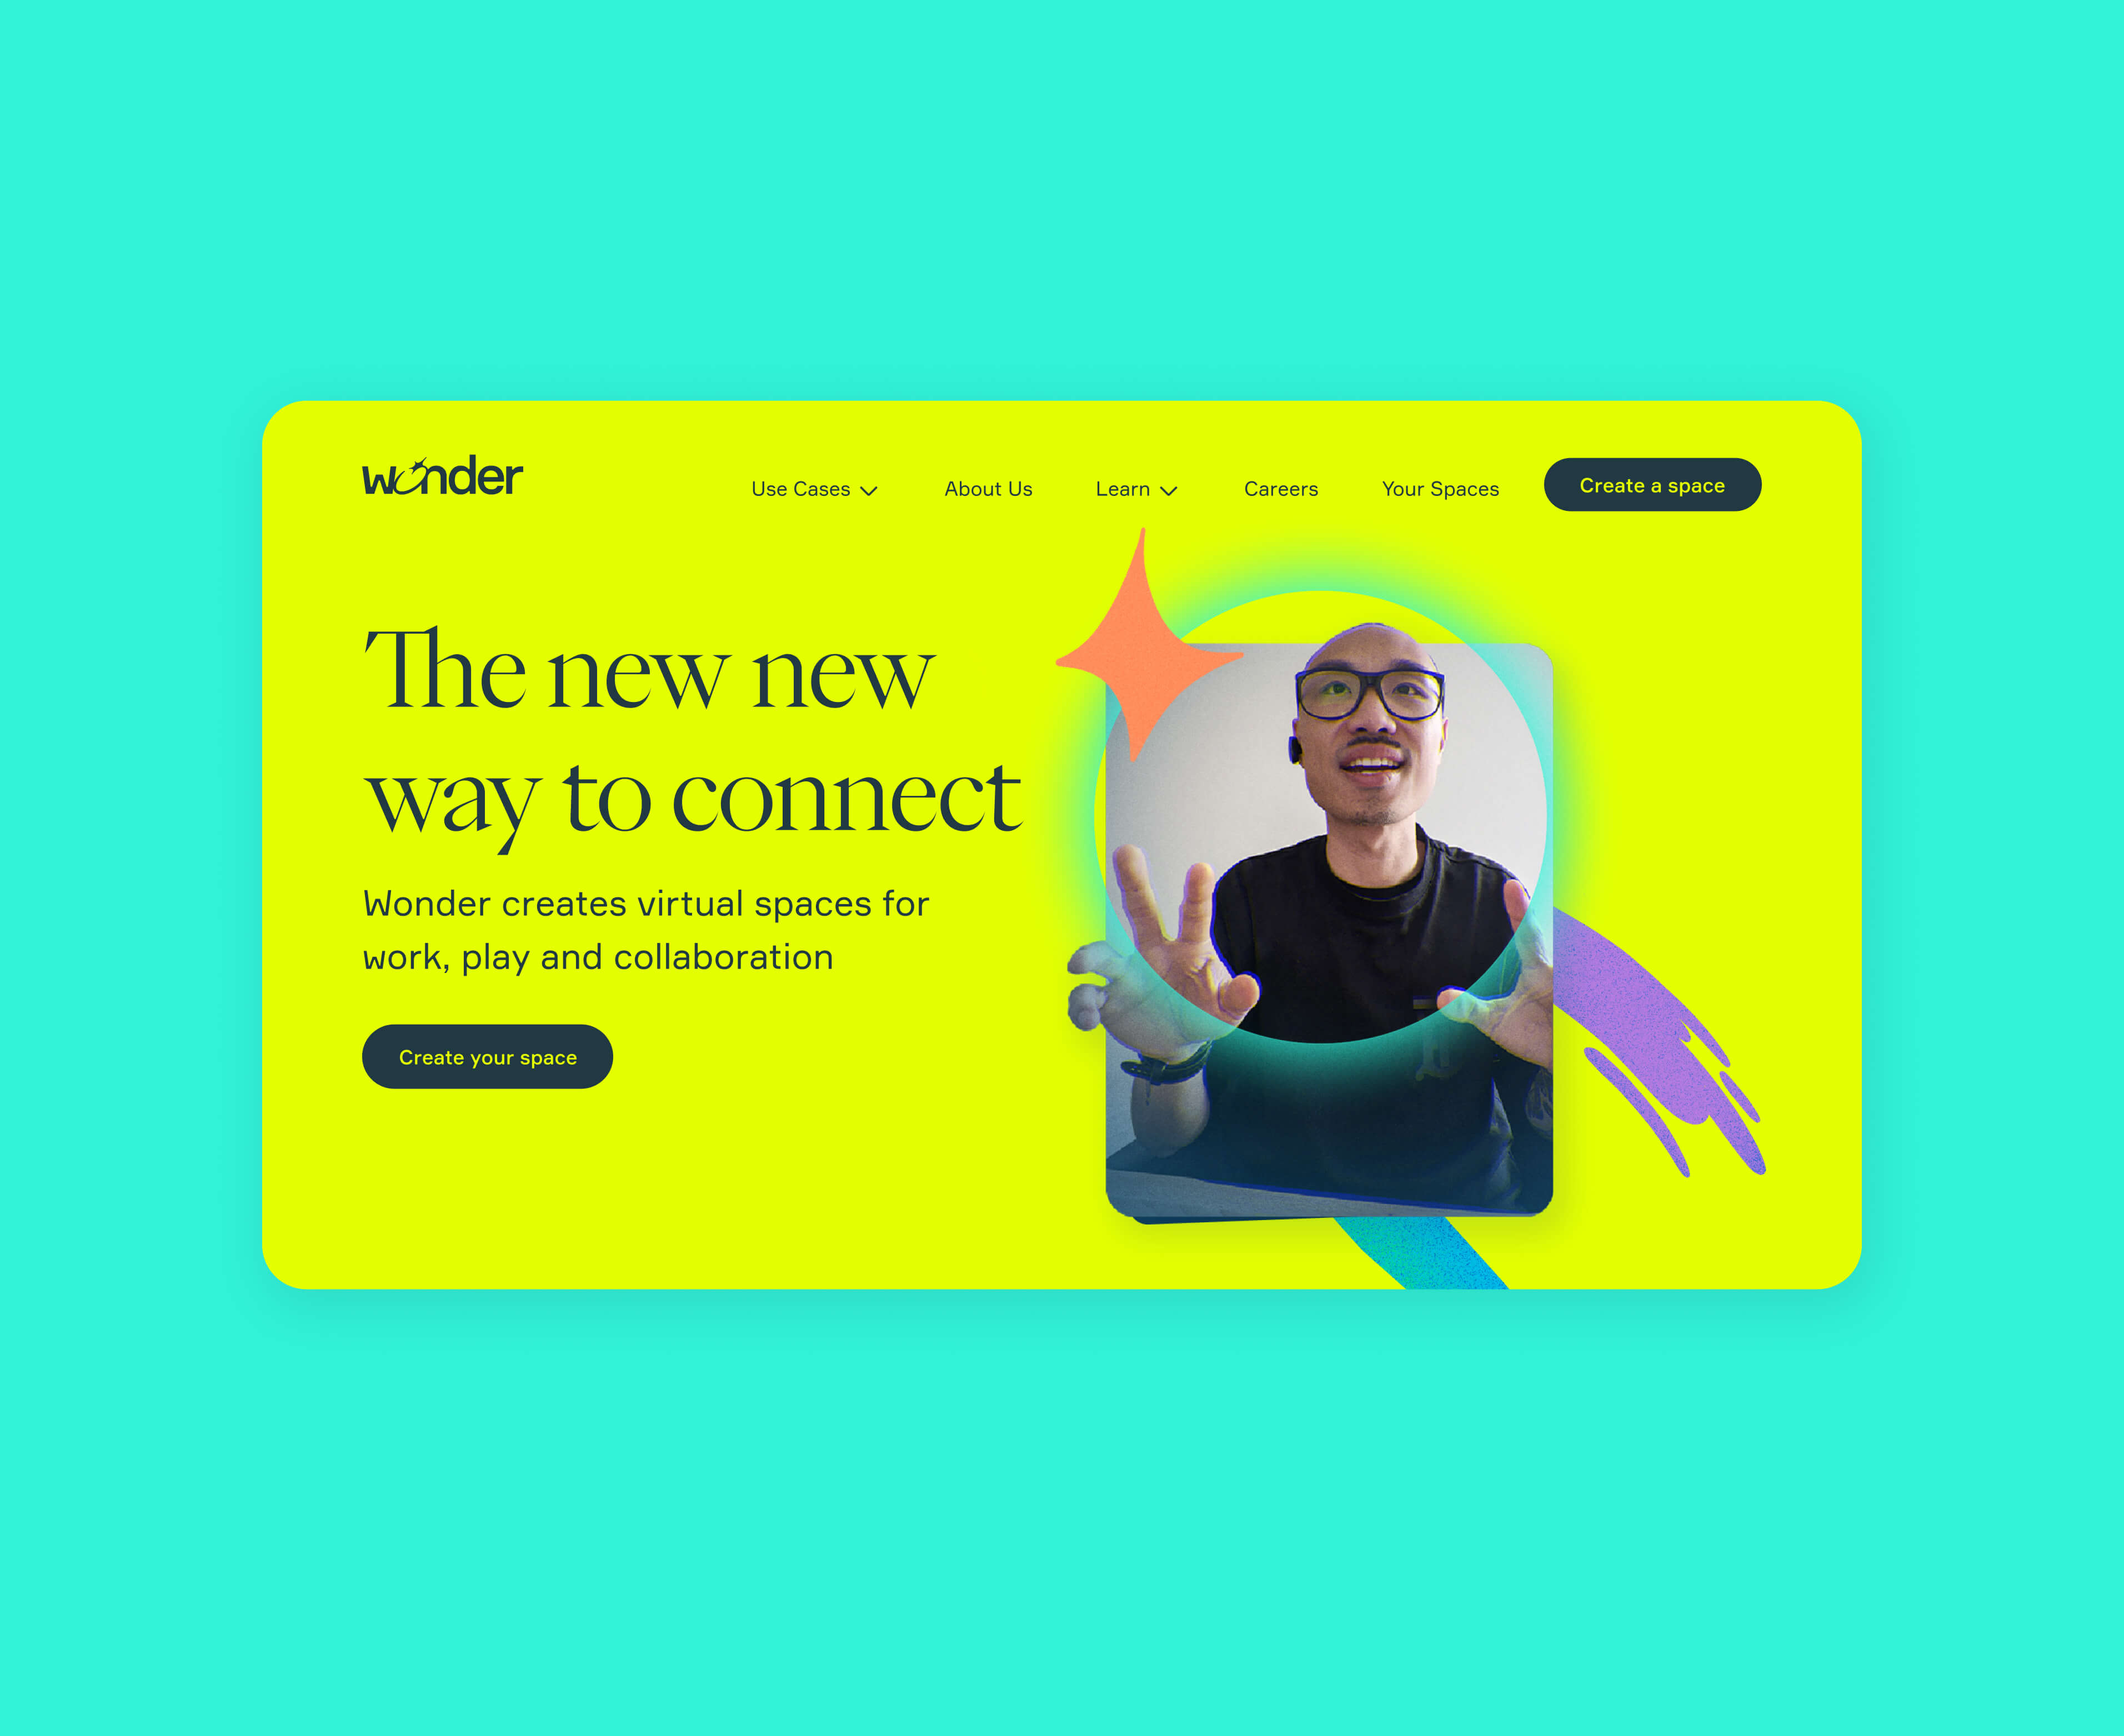 wonder
Use Cases
About Us
Learn
Careers
Your Spaces
Create a space
The new new
way to connect
Wonder creates virtual spaces for
work, play and collaboration
Create your space